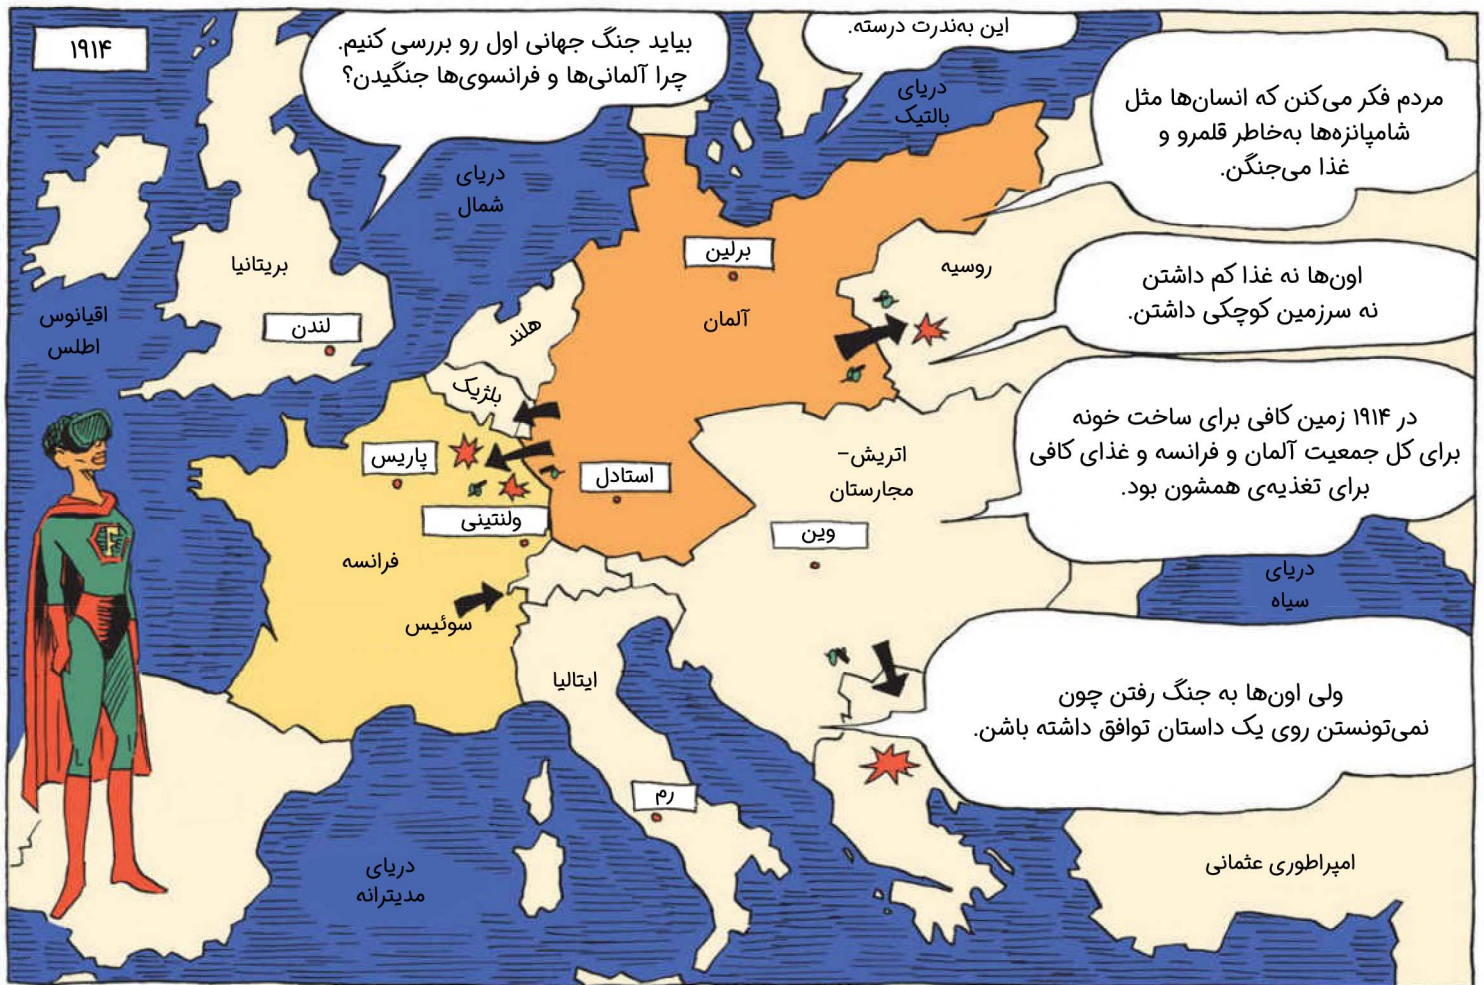 ۱۹۱۴
بیاید جنگ جهانی اول رو بررسی کنیم.
چرا آلمانی‌ها و فرانسوی‌ها جنگیدن؟
این به‌ندرت درسته.
مردم فکر می‌کنن که انسان‌ها مثل
شامپانزه‌ها به‌خاطر قلمرو و
غذا می‌جنگن.
اون‌ها نه غذا کم داشتن
نه سرزمین کوچکی داشتن.
در ۱۹۱۴ زمین کافی برای ساخت خونه
برای کل جمعیت آلمان و فرانسه و غذای کافی
برای تغذیه‌ی همشون بود.
ولی اون‌ها به جنگ رفتن چون
نمی‌تونستن روی یک داستان توافق داشته باشن.
دریای
بالتیک
دریای
شمال
بریتانیا
لندن
اقیانوس
اطلس
هلند
بلژیک
برلین
آلمان
روسیه
پاریس
استادل
ولنتینی
فرانسه
سوئیس
اتریش–
مجارستان
وین
ایتالیا
رم
دریای
سیاه
دریای
مدیترانه
امپراطوری عثمانی
F